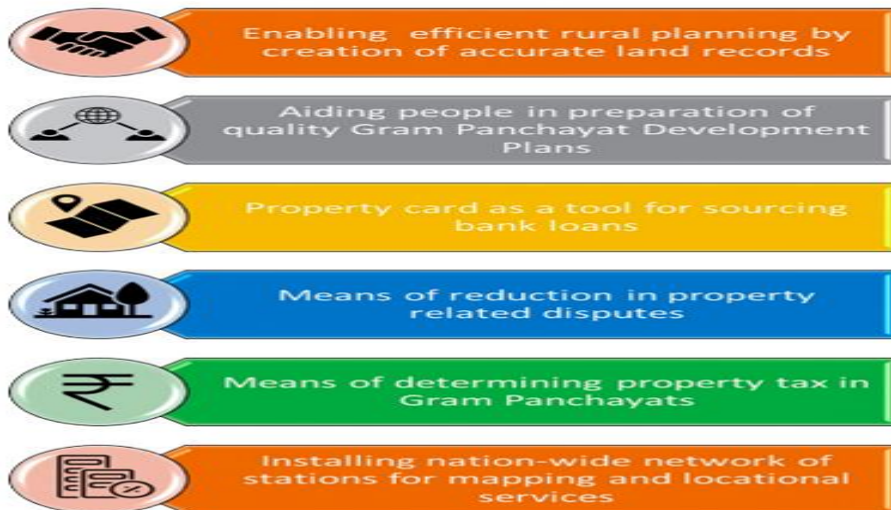 Enabling efficient rural planning by
creation of accurate land records
Aiding people in preparation of
quality Gram Panchayat Development
Plans
Property card as a tool for sourcing
bank loans
Means of reduction in property
related disputes
₹
Means of determining property tax in
Gram Panchayats
Installing nation-wide network of
stations for mapping and locational
services